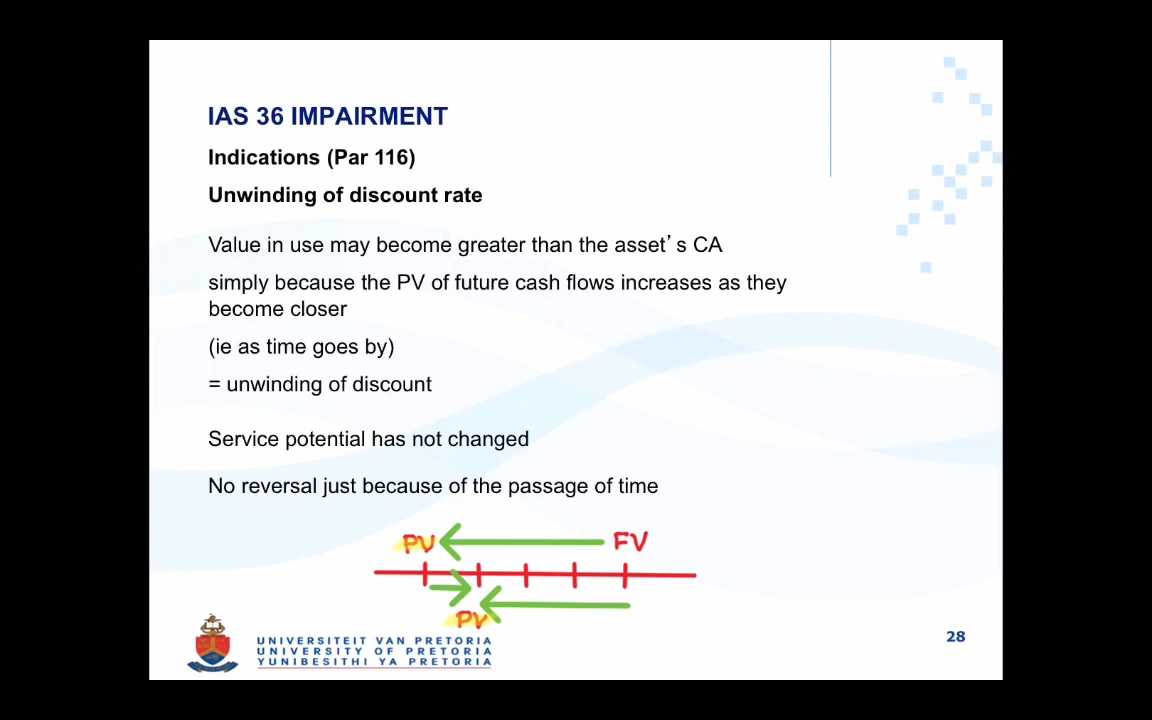 IAS 36 IMPAIRMENT
Indications (Par 116)
Unwinding of discount rate
Value in use may become greater than the asset's CA
simply because the PV of future cash flows increases as they
become closer
(ie as time goes by)
= unwinding of discount
Service potential has not changed
No reversal just because of the passage of time
PV FV
PV
UNIVERSITEIT VAN PRETORIA
UNIVERSITY OF PRETORIA
YUNIBESITHI YA PRETORIA
28